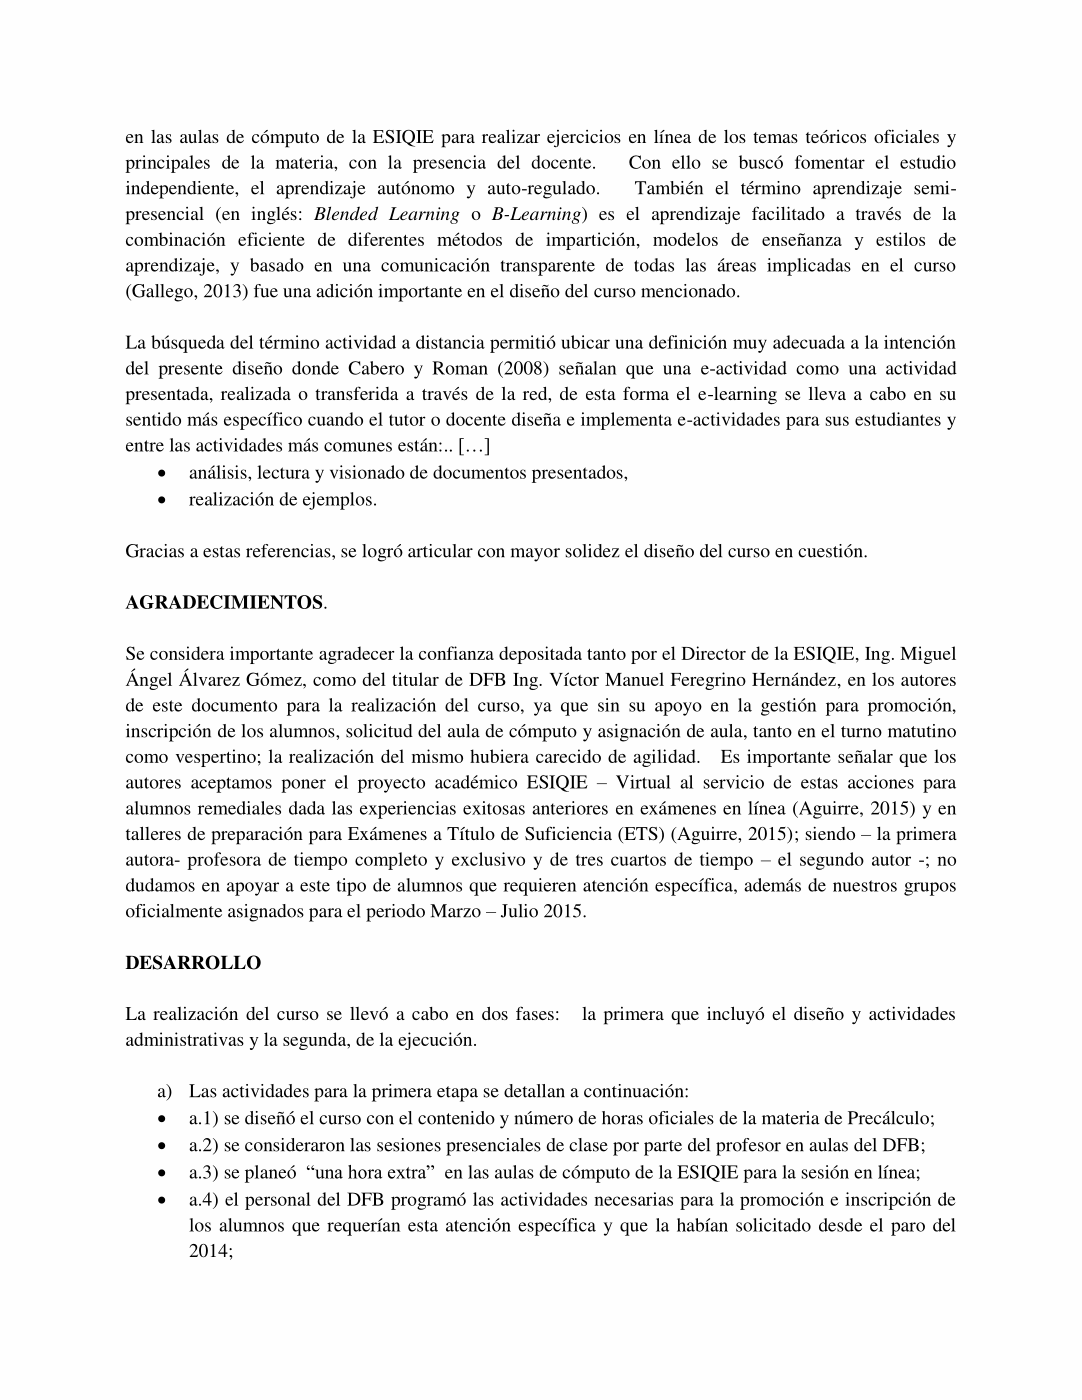 en las aulas de cómputo de la ESIQIE para realizar ejercicios en línea de los temas teóricos oficiales y
principales de la materia, con la presencia del docente. Con ello se buscó fomentar el estudio
independiente, el aprendizaje autónomo y auto-regulado. También el término aprendizaje semi-
presencial (en inglés: Blended Learning o B-Learning) es el aprendizaje facilitado a través de la
combinación eficiente de diferentes métodos de impartición, modelos de enseñanza y estilos de
aprendizaje, y basado en una comunicación transparente de todas las áreas implicadas en el curso
(Gallego, 2013) fue una adición importante en el diseño del curso mencionado.
La búsqueda del término actividad a distancia permitió ubicar una definición muy adecuada a la intención
del presente diseño donde Cabero y Roman (2008) señalan que una e-actividad como una actividad
presentada, realizada o transferida a través de la red, de esta forma el e-learning se lleva a cabo en su
sentido más específico cuando el tutor o docente diseña e implementa e-actividades para sus estudiantes y
entre las actividades más comunes están:.. […]
• análisis, lectura y visionado de documentos presentados,
• realización de ejemplos.
Gracias a estas referencias, se logró articular con mayor solidez el diseño del curso en cuestión.
AGRADECIMIENTOS.
Se considera importante agradecer la confianza depositada tanto por el Director de la ESIQIE, Ing. Miguel
Ángel Álvarez Gómez, como del titular de DFB Ing. Víctor Manuel Feregrino Hernández, en los autores
de este documento para la realización del curso, ya que sin su apoyo en la gestión para promoción,
inscripción de los alumnos, solicitud del aula de cómputo y asignación de aula, tanto en el turno matutino
como vespertino; la realización del mismo hubiera carecido de agilidad. Es importante señalar que los
autores aceptamos poner el proyecto académico ESIQIE – Virtual al servicio de estas acciones para
alumnos remediales dada las experiencias exitosas anteriores en exámenes en línea (Aguirre, 2015) y en
talleres de preparación para Exámenes a Título de Suficiencia (ETS) (Aguirre, 2015); siendo – la primera
autora- profesora de tiempo completo y exclusivo y de tres cuartos de tiempo – el segundo autor -; no
dudamos en apoyar a este tipo de alumnos que requieren atención específica, además de nuestros grupos
oficialmente asignados para el periodo Marzo – Julio 2015.
DESARROLLO
La realización del curso se llevó a cabo en dos fases: la primera que incluyó el diseño y actividades
administrativas y la segunda, de la ejecución.
a) Las actividades para la primera etapa se detallan a continuación:
• a.1) se diseñó el curso con el contenido y número de horas oficiales de la materia de Precálculo;
• a.2) se consideraron las sesiones presenciales de clase por parte del profesor en aulas del DFB;
• a.3) se planeó “una hora extra” en las aulas de cómputo de la ESIQIE para la sesión en línea;
• a.4) el personal del DFB programó las actividades necesarias para la promoción e inscripción de
los alumnos que requerían esta atención específica y que la habían solicitado desde el paro del
2014;